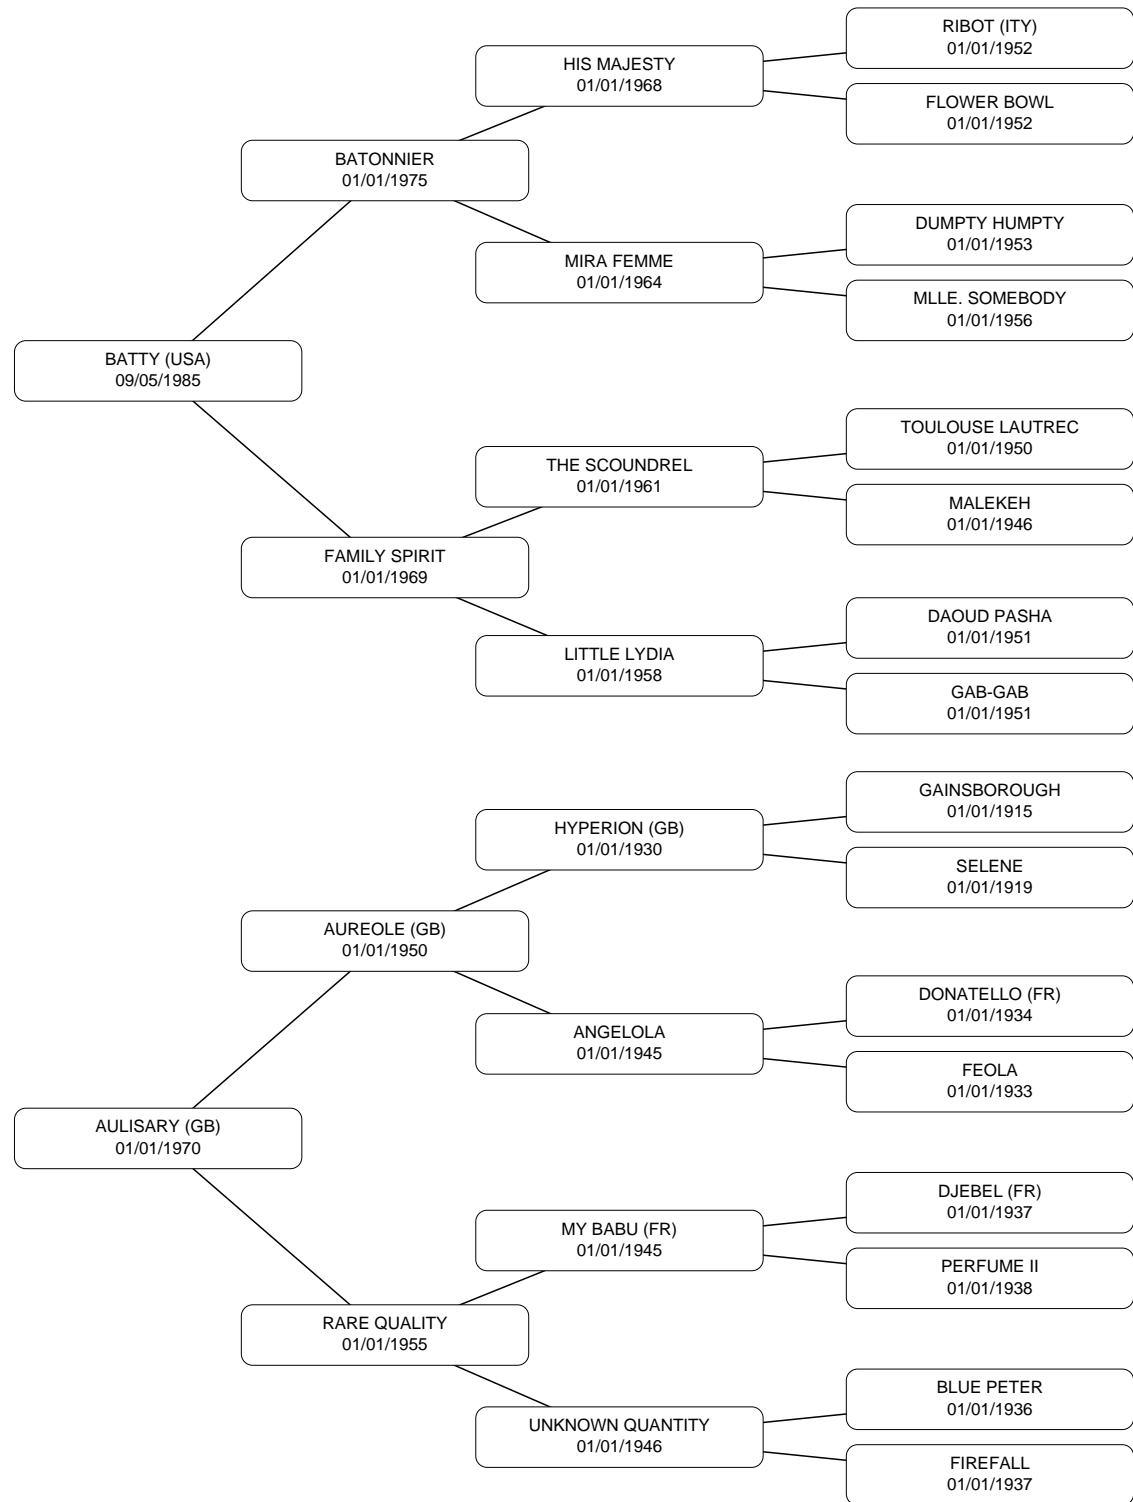 RIBOT (ITY)
01/01/1952
HIS MAJESTY
01/01/1968
FLOWER BOWL
01/01/1952
BATONNIER
01/01/1975
DUMPTY HUMPTY
01/01/1953
MIRA FEMME
01/01/1964
MLLE. SOMEBODY
01/01/1956
BATTY (USA)
09/05/1985
TOULOUSE LAUTREC
01/01/1950
THE SCOUNDREL
01/01/1961
MALEKEH
01/01/1946
FAMILY SPIRIT
01/01/1969
DAOUD PASHA
01/01/1951
LITTLE LYDIA
01/01/1958
GAB-GAB
01/01/1951
GAINSBOROUGH
01/01/1915
HYPERION (GB)
01/01/1930
SELENE
01/01/1919
AUREOLE (GB)
01/01/1950
DONATELLO (FR)
01/01/1934
ANGELOLA
01/01/1945
FEOLA
01/01/1933
AULISARY (GB)
01/01/1970
DJEBEL (FR)
01/01/1937
MY BABU (FR)
01/01/1945
PERFUME II
01/01/1938
RARE QUALITY
01/01/1955
BLUE PETER
01/01/1936
UNKNOWN QUANTITY
01/01/1946
FIREFALL
01/01/1937